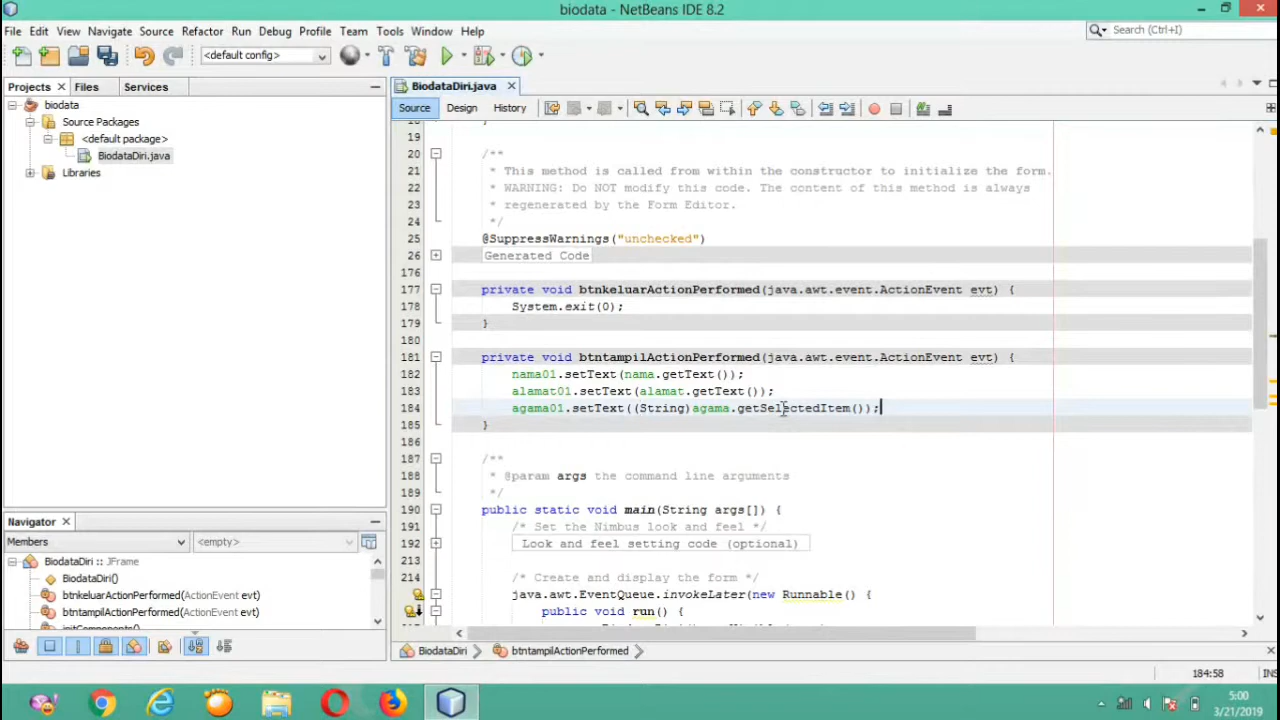 biodata - NetBeans IDE 8.2
File Edit View Navigate Source Refactor Run Debug Profile Team Tools Window Help
Search (Ctrl+I)
<default config>
Projects Files Services
BiodataDiri.java
biodata
Source Packages
<default package>
BiodataDiri.java
Libraries
Source Design History
19
20 /**
21 * This method is called from within the constructor to initialize the form.
22 * WARNING: Do NOT modify this code. The content of this method is always
23 * regenerated by the Form Editor.
24 */
25 @SuppressWarnings("unchecked")
26 Generated Code
176
177 private void btnkeluarActionPerformed(java.awt.event.ActionEvent evt) {
178 System.exit(0);
179 }
180
181 private void btntampilActionPerformed(java.awt.event.ActionEvent evt) {
182 nama01.setText(nama.getText());
183 alamat01.setText(alamat.getText());
184 agama01.setText((String)agama.getSelectedItem());
185 }
186
187 /**
188 * @param args the command line arguments
189 */
190 public static void main(String args[]) {
191 /* Set the Nimbus look and feel */
192 Look and feel setting code (optional)
213
214 /* Create and display the form */
java.awt.EventQueue.invokeLater(new Runnable() {
public void run() {
Navigator
Members <empty>
BiodataDiri :: JFrame
BiodataDiri()
btnkeluarActionPerformed(ActionEvent evt)
btntampilActionPerformed(ActionEvent evt)
initComponents()
BiodataDiri btntampilActionPerformed
184:58 INS
5:00
3/21/2019